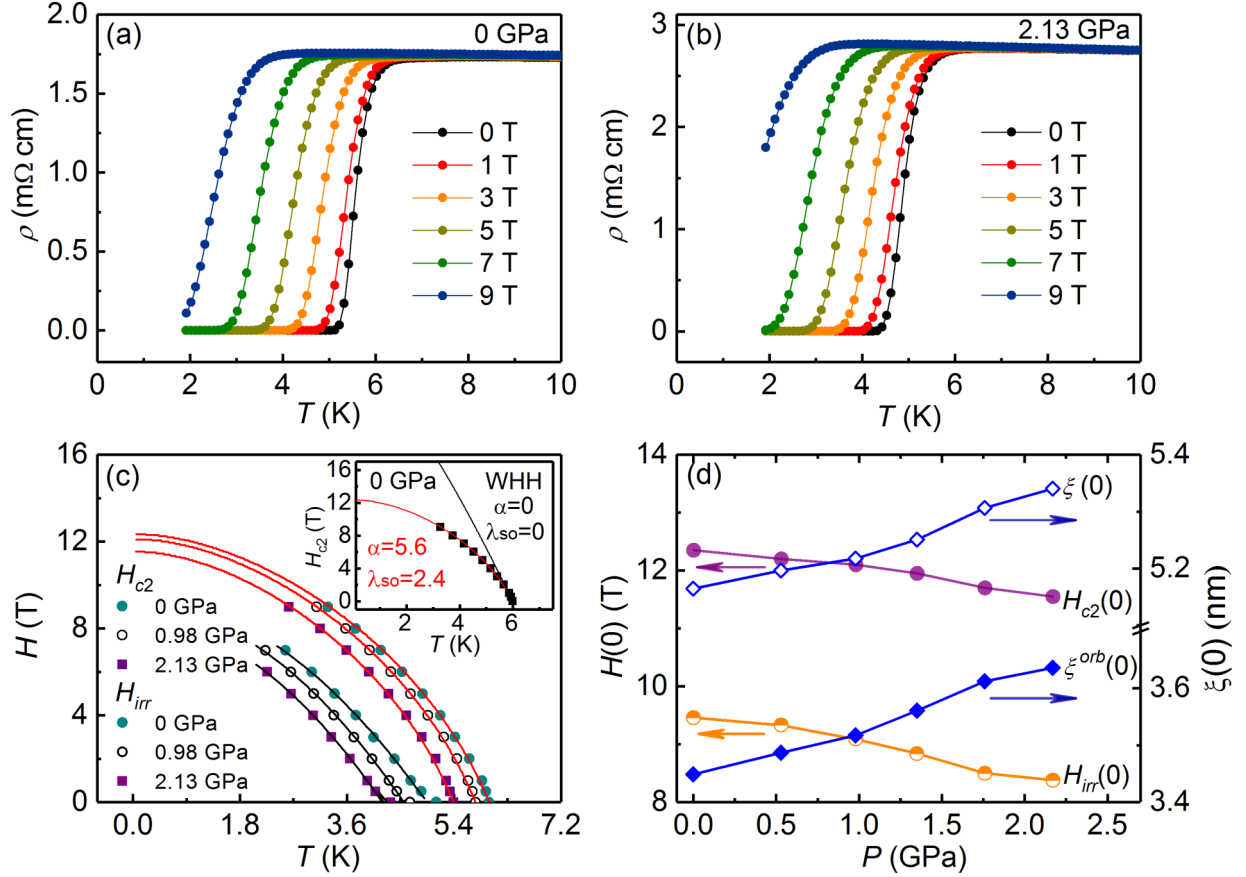 (a)
0 GPa
2.0
1.5
1.0
0.5
0.0
ρ (mΩ cm)
0 T
1 T
3 T
5 T
7 T
9 T
0 2 4 6 8 10
T (K)
(b)
2.13 GPa
3
2
1
0
ρ (mΩ cm)
0 T
1 T
3 T
5 T
7 T
9 T
0 2 4 6 8 10
T (K)
(c)
16
12
8
4
0
H (T)
Hc2
0 GPa
0.98 GPa
2.13 GPa
Hirr
0 GPa
0.98 GPa
2.13 GPa
0.0 1.8 3.6 5.4 7.2
T (K)
16
12
8
4
0
Hc2 (T)
0 GPa
WHH
α=0
λso=0
α=5.6
λso=2.4
2 4 6
T (K)
(d)
14
12
10
8
H(0) (T)
ξ(0)
Hc2(0)
ξorb(0)
Hirr(0)
5.4
5.2
3.6
3.4
ξ(0) (nm)
0.0 0.5 1.0 1.5 2.0 2.5
P (GPa)